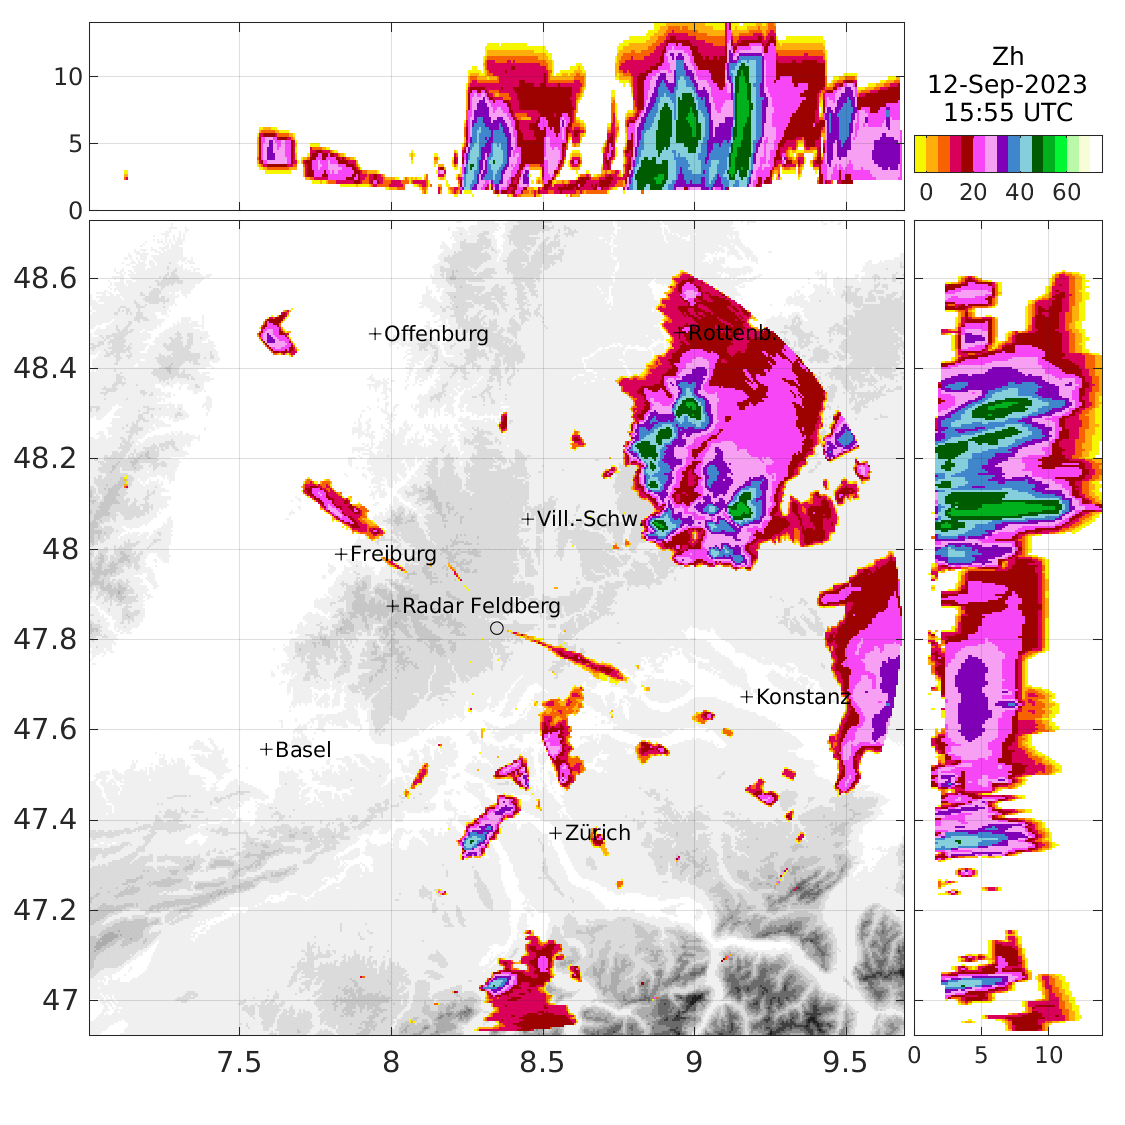 10
5
0
Zh
12-Sep-2023
15:55 UTC
0 20 40 60
48.6
48.4
48.2
48
47.8
47.6
47.4
47.2
47
+Offenburg
+Rottenb.
+Vill.-Schw.
+Freiburg
+Radar Feldberg
+Konstanz
+Basel
+Zürich
7.5 8 8.5 9 9.5
0 5 10